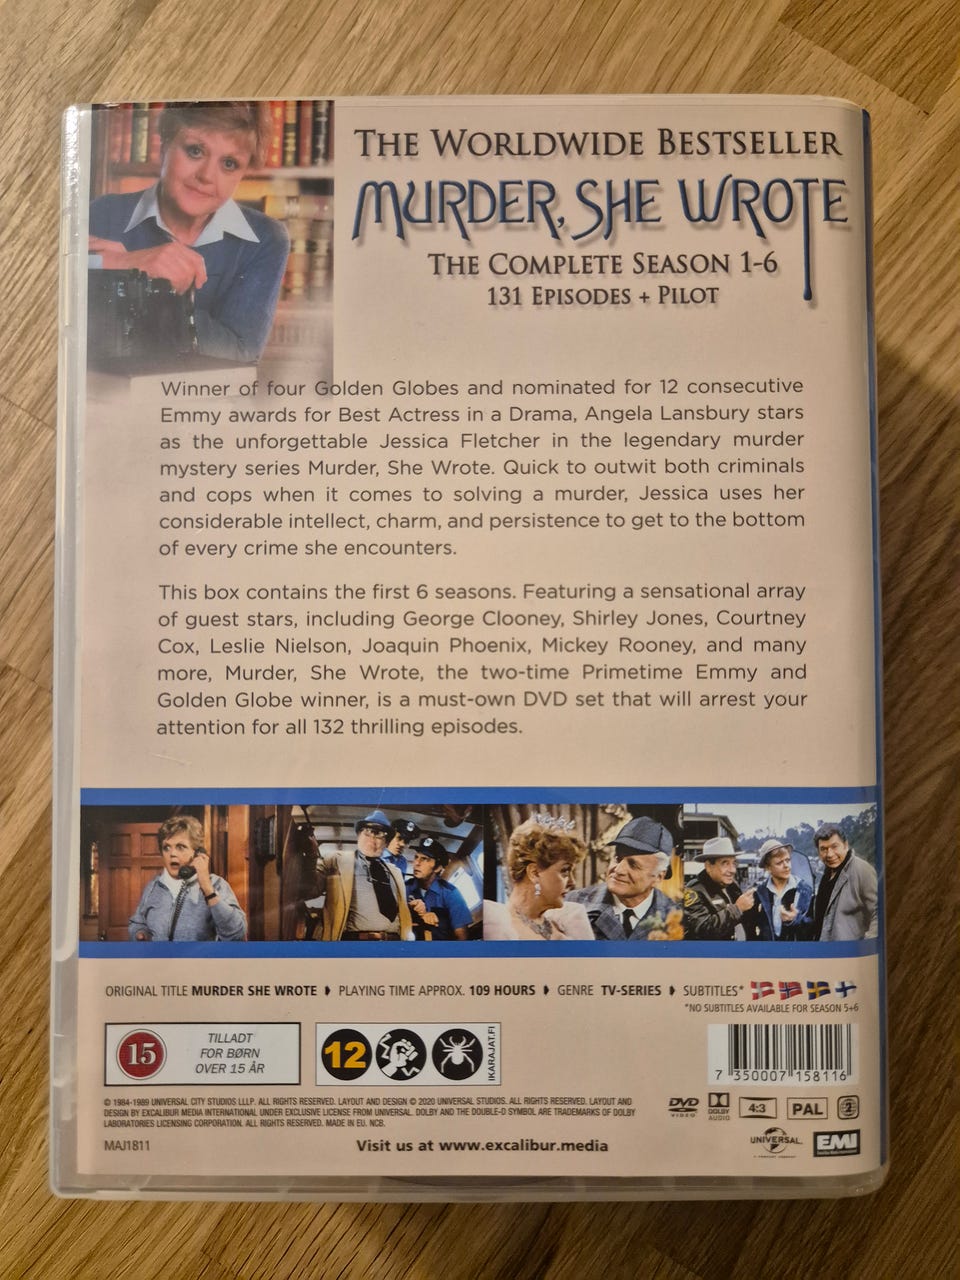 THE WORLDWIDE BESTSELLER
MURDER, SHE WROTE
THE COMPLETE SEASON 1-6
131 EPISODES + PILOT
Winner of four Golden Globes and nominated for 12 consecutive
Emmy awards for Best Actress in a Drama, Angela Lansbury stars
as the unforgettable Jessica Fletcher in the legendary murder
mystery series Murder, She Wrote. Quick to outwit both criminals
and cops when it comes to solving a murder, Jessica uses her
considerable intellect, charm, and persistence to get to the bottom
of every crime she encounters.
This box contains the first 6 seasons. Featuring a sensational array
of guest stars, including George Clooney, Shirley Jones, Courtney
Cox, Leslie Nielson, Joaquin Phoenix, Mickey Rooney, and many
more, Murder, She Wrote, the two-time Primetime Emmy and
Golden Globe winner, is a must-own DVD set that will arrest your
attention for all 132 thrilling episodes.
ORIGINAL TITLE MURDER SHE WROTE PLAYING TIME APPROX. 109 HOURS GENRE TV-SERIES SUBTITLES*
*NO SUBTITLES AVAILABLE FOR SEASON 5+6
15
TILLADT
FOR BØRN
OVER 15 ÅR
12
IKARAJAT.FI
7 350007 158116
© 1984-1989 UNIVERSAL CITY STUDIOS LLLP. ALL RIGHTS RESERVED. LAYOUT AND DESIGN © 2020 UNIVERSAL STUDIOS. ALL RIGHTS RESERVED. LAYOUT AND
DESIGN BY EXCALIBUR MEDIA INTERNATIONAL UNDER EXCLUSIVE LICENSE FROM UNIVERSAL. DOLBY AND THE DOUBLE-D SYMBOL ARE TRADEMARKS OF DOLBY
LABORATORIES LICENSING CORPORATION. ALL RIGHTS RESERVED. MADE IN EU. NCB.
DVD
VIDEO
DOLBY
AUDIO
4:3
PAL
2
MAJ1811
Visit us at www.excalibur.media
UNIVERSAL
EMI